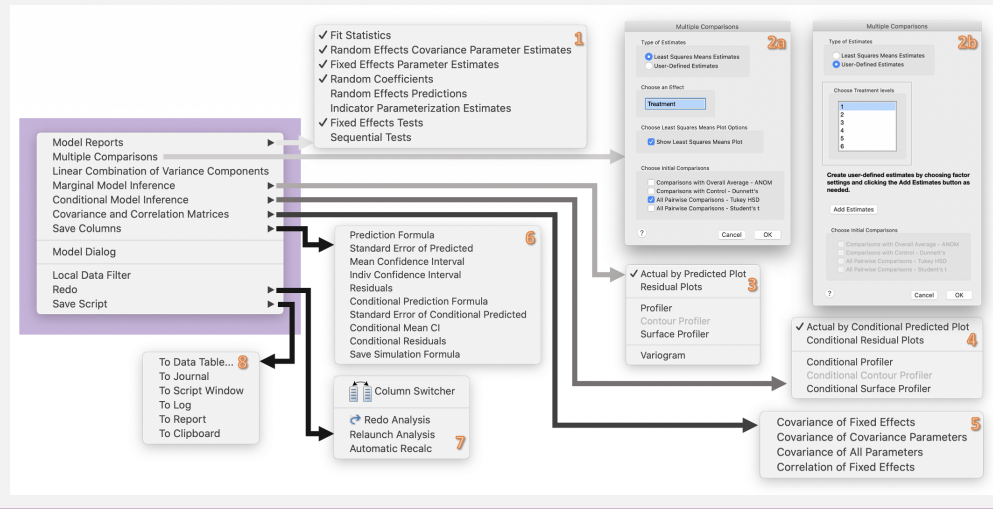 ✓ Fit Statistics
1
✓ Random Effects Covariance Parameter Estimates
✓ Fixed Effects Parameter Estimates
✓ Random Coefficients
Random Effects Predictions
Indicator Parameterization Estimates
✓ Fixed Effects Tests
Sequential Tests
Multiple Comparisons
2a
Type of Estimates
Least Squares Means Estimates
User-Defined Estimates
Choose an Effect
Treatment
Choose Least Squares Means Plot Options
Show Least Squares Means Plot
Choose Initial Comparisons
Comparisons with Overall Average - ANOM
Comparisons with Control - Dunnett's
All Pairwise Comparisons - Tukey HSD
All Pairwise Comparisons - Student's t
?
Cancel
OK
Multiple Comparisons
2b
Type of Estimates
Least Squares Means Estimates
User-Defined Estimates
Choose Treatment levels
1
2
3
4
5
6
Create user-defined estimates by choosing factor
settings and clicking the Add Estimates button as
needed.
Add Estimates
Choose Initial Comparisons
Comparisons with Overall Average - ANOM
Comparisons with Control - Dunnett's
All Pairwise Comparisons - Tukey HSD
All Pairwise Comparisons - Student's t
?
Cancel
OK
Model Reports
Multiple Comparisons
Linear Combination of Variance Components
Marginal Model Inference
Conditional Model Inference
Covariance and Correlation Matrices
Save Columns
Model Dialog
Local Data Filter
Redo
Save Script
Prediction Formula
6
Standard Error of Predicted
Mean Confidence Interval
Indiv Confidence Interval
Residuals
Conditional Prediction Formula
Standard Error of Conditional Predicted
Conditional Mean CI
Conditional Residuals
Save Simulation Formula
✓ Actual by Predicted Plot
Residual Plots
3
Profiler
Contour Profiler
Surface Profiler
Variogram
✓ Actual by Conditional Predicted Plot
Conditional Residual Plots
4
Conditional Profiler
Conditional Contour Profiler
Conditional Surface Profiler
To Data Table...
8
To Journal
To Script Window
To Log
To Report
To Clipboard
Column Switcher
Redo Analysis
Relaunch Analysis
7
Automatic Recalc
Covariance of Fixed Effects
5
Covariance of Covariance Parameters
Covariance of All Parameters
Correlation of Fixed Effects